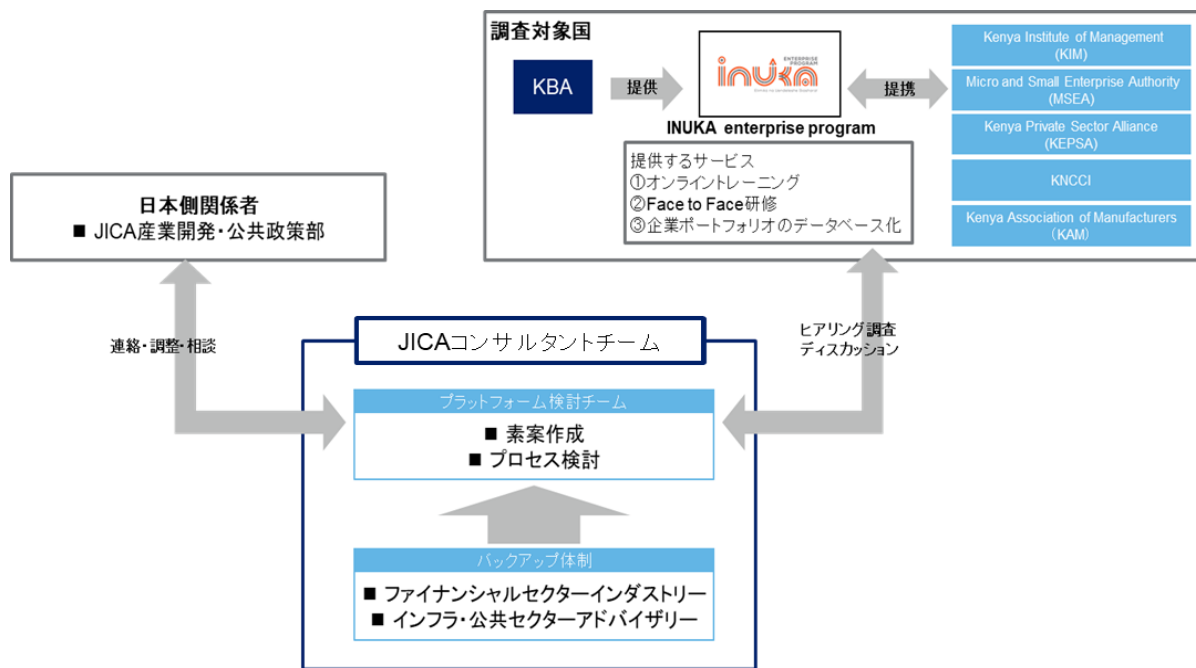 調査対象国
KBA
提供
ENTERPRISE
PROGRAM
inuka
INUKA enterprise program
提携
Kenya Institute of Management
(KIM)
Micro and Small Enterprise Authority
(MSEA)
Kenya Private Sector Alliance
(KEPSA)
KNCCI
Kenya Association of Manufacturers
(KAM)
提供するサービス
①オンライントレーニング
②Face to Face研修
③企業ポートフォリオのデータベース化
日本側関係者
■ JICA産業開発・公共政策部
連絡・調整・相談
ヒアリング調査
ディスカッション
JICAコンサルタントチーム
プラットフォーム検討チーム
■ 素案作成
■ プロセス検討
バックアップ体制
■ ファイナンシャルセクターインダストリー
■ インフラ・公共セクターアドバイザリー